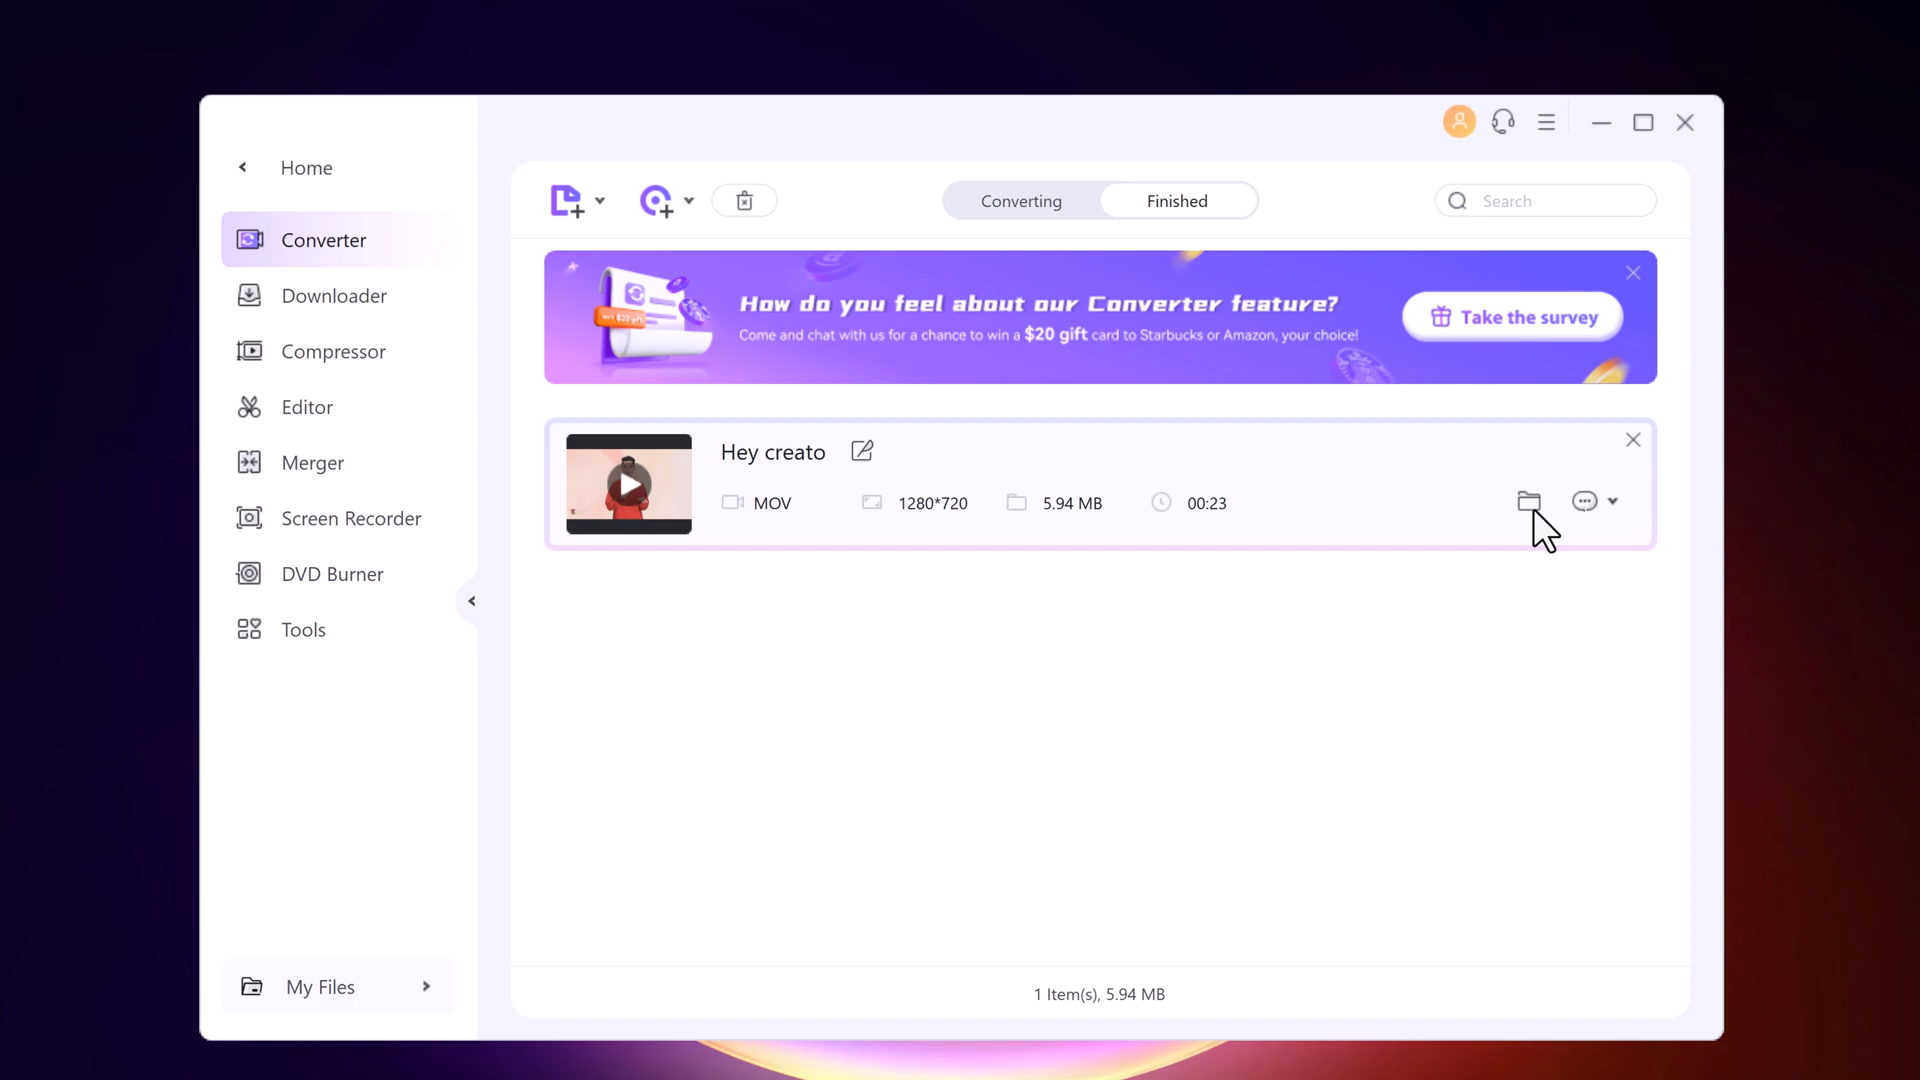 Home
Converter
Downloader
Compressor
Editor
Merger
Screen Recorder
DVD Burner
Tools
My Files
Converting
Finished
Search
How do you feel about our Converter feature?
Come and chat with us for a chance to win a $20 gift card to Starbucks or Amazon, your choice!
Take the survey
Hey creato
MOV
1280*720
5.94 MB
00:23
1 Item(s), 5.94 MB